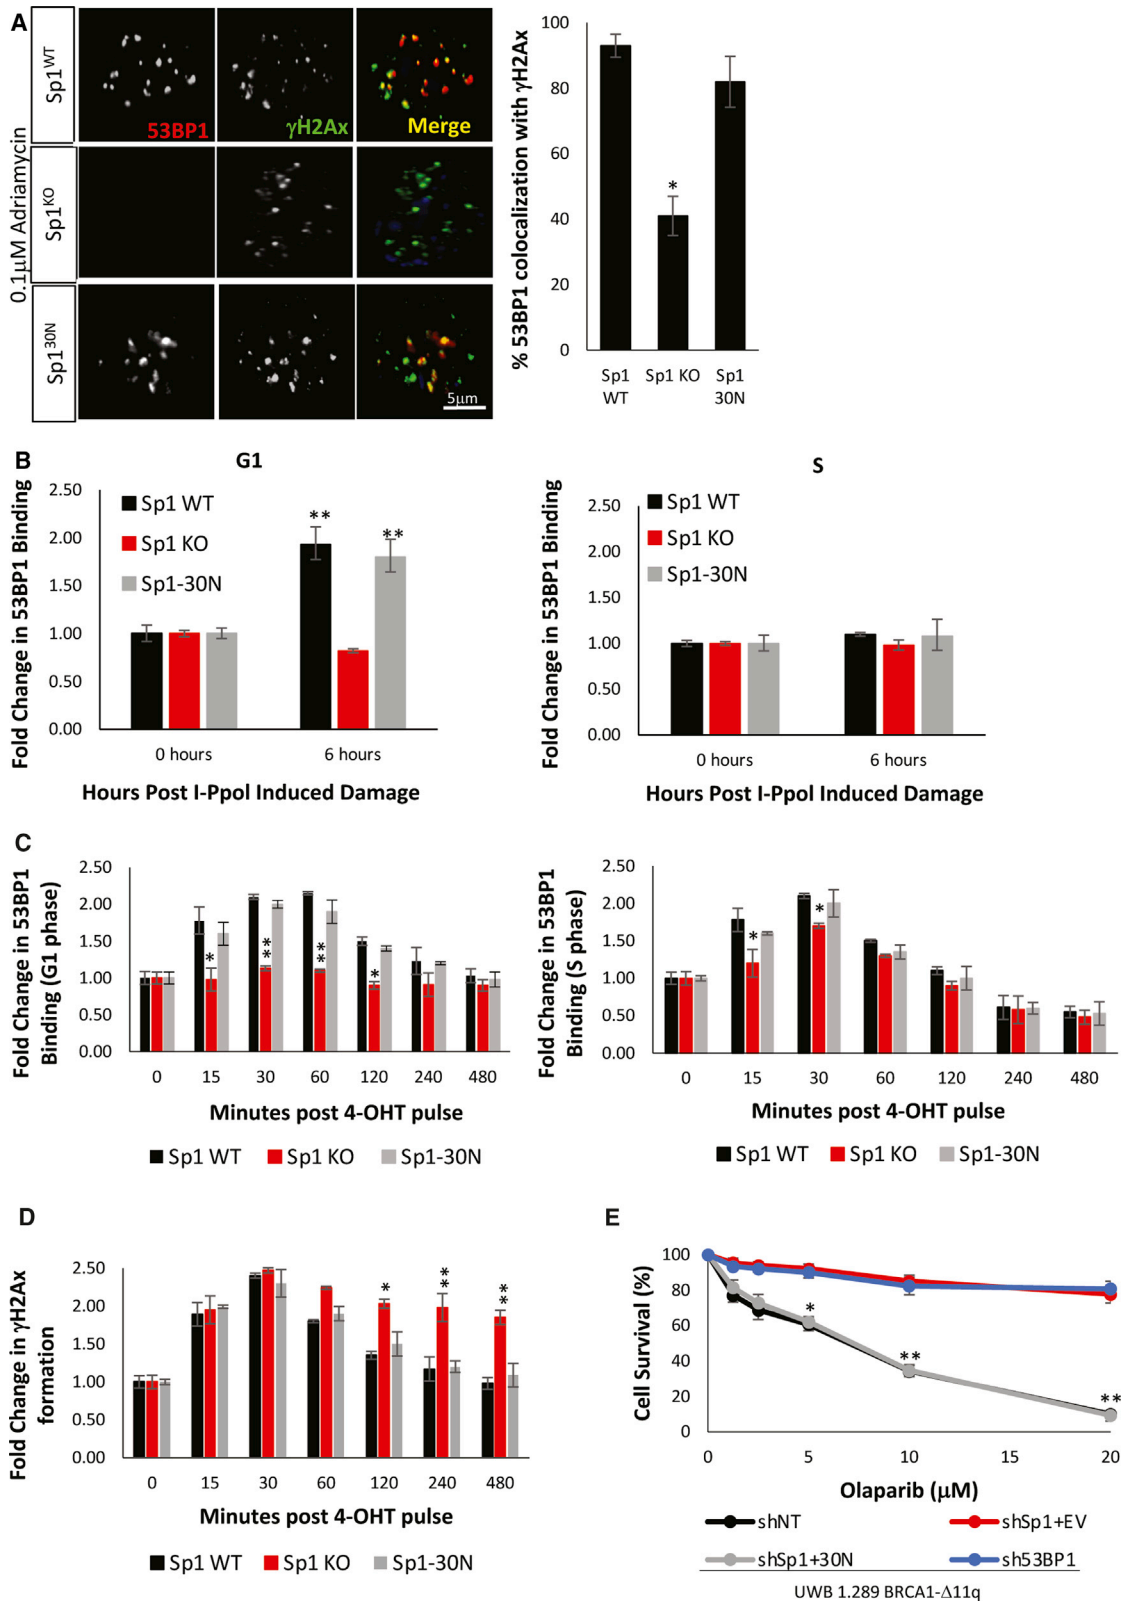 A
0.1μM Adriamycin
Sp1WT
53BP1
γH2Ax
Merge
Sp1KO
Sp130N
5μm
% 53BP1 colocalization with γH2Ax
100
80
60
40
20
0
*
Sp1 WT
Sp1 KO
Sp1 30N
B
G1
Fold Change in 53BP1 Binding
2.50
2.00
1.50
1.00
0.50
0.00
Sp1 WT
Sp1 KO
Sp1-30N
**
**
0 hours
6 hours
Hours Post I-PpoI Induced Damage
S
Fold Change in 53BP1 Binding
2.50
2.00
1.50
1.00
0.50
0.00
Sp1 WT
Sp1 KO
Sp1-30N
0 hours
6 hours
Hours Post I-PpoI Induced Damage
C
Fold Change in 53BP1
Binding (G1 phase)
2.50
2.00
1.50
1.00
0.50
0.00
*
**
**
*
0 15 30 60 120 240 480
Minutes post 4-OHT pulse
Sp1 WT Sp1 KO Sp1-30N
Fold Change in 53BP1
Binding (S phase)
2.50
2.00
1.50
1.00
0.50
0.00
*
*
0 15 30 60 120 240 480
Minutes post 4-OHT pulse
Sp1 WT Sp1 KO Sp1-30N
D
Fold Change in γH2Ax
formation
2.50
2.00
1.50
1.00
0.50
0.00
*
**
**
0 15 30 60 120 240 480
Minutes post 4-OHT pulse
Sp1 WT Sp1 KO Sp1-30N
E
Cell Survival (%)
100
80
60
40
20
0
*
**
**
0 5 10 15 20
Olaparib (μM)
shNT shSp1+EV
shSp1+30N sh53BP1
UWB 1.289 BRCA1-Δ11q